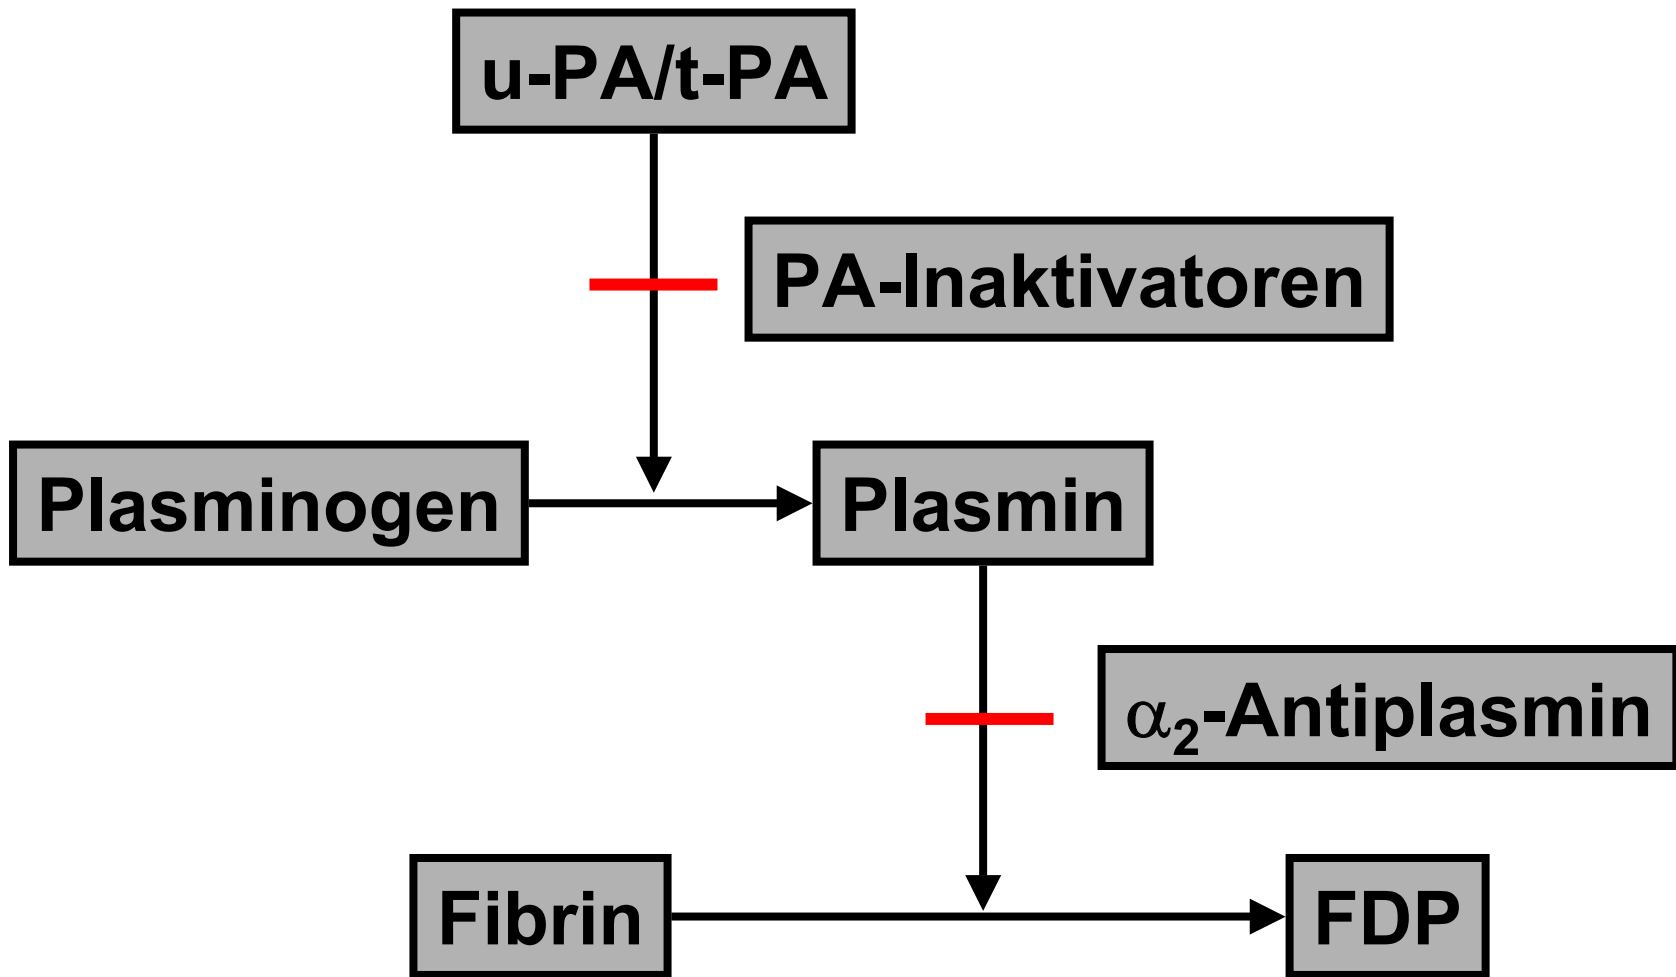 u-PA/t-PA
PA-Inaktivatoren
Plasminogen
Plasmin
α₂-Antiplasmin
Fibrin
FDP